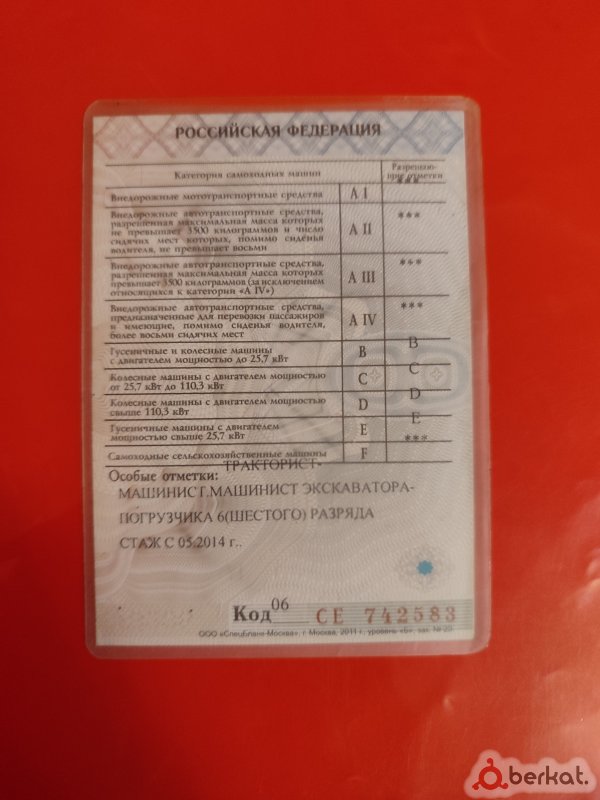 РОССИЙСКАЯ ФЕДЕРАЦИЯ
Категория самоходных машин
Разрешаю-
щие отметки
Внедорожные мототранспортные средства A I ***
Внедорожные автотранспортные средства,
разрешенная максимальная масса которых
не превышает 3500 килограммов и число
сидячих мест которых, помимо сиденья
водителя, не превышает восьми A II ***
Внедорожные автотранспортные средства,
разрешенная максимальная масса которых
превышает 3500 килограммов (за исключением
относящихся к категории «A IV») A III ***
Внедорожные автотранспортные средства,
предназначенные для перевозки пассажиров
и имеющие, помимо сиденья водителя,
более восьми сидячих мест A IV ***
Гусеничные и колесные машины
с двигателем мощностью до 25,7 кВт B B
Колесные машины с двигателем мощностью
от 25,7 кВт до 110,3 кВт C C
Колесные машины с двигателем мощностью
свыше 110,3 кВт D D
Гусеничные машины с двигателем
мощностью свыше 25,7 кВт E E
Самоходные сельскохозяйственные машины F ***
Особые отметки: ТРАКТОРИСТ-
МАШИНИСТ.МАШИНИСТ ЭКСКАВАТОРА-
ПОГРУЗЧИКА 6(ШЕСТОГО) РАЗРЯДА
СТАЖ С 05.2014 г..
Код 06 СЕ 742583
ООО «СпецБланк-Москва», г. Москва, 2011 г., уровень «Б», зак. № 29.
berkat.